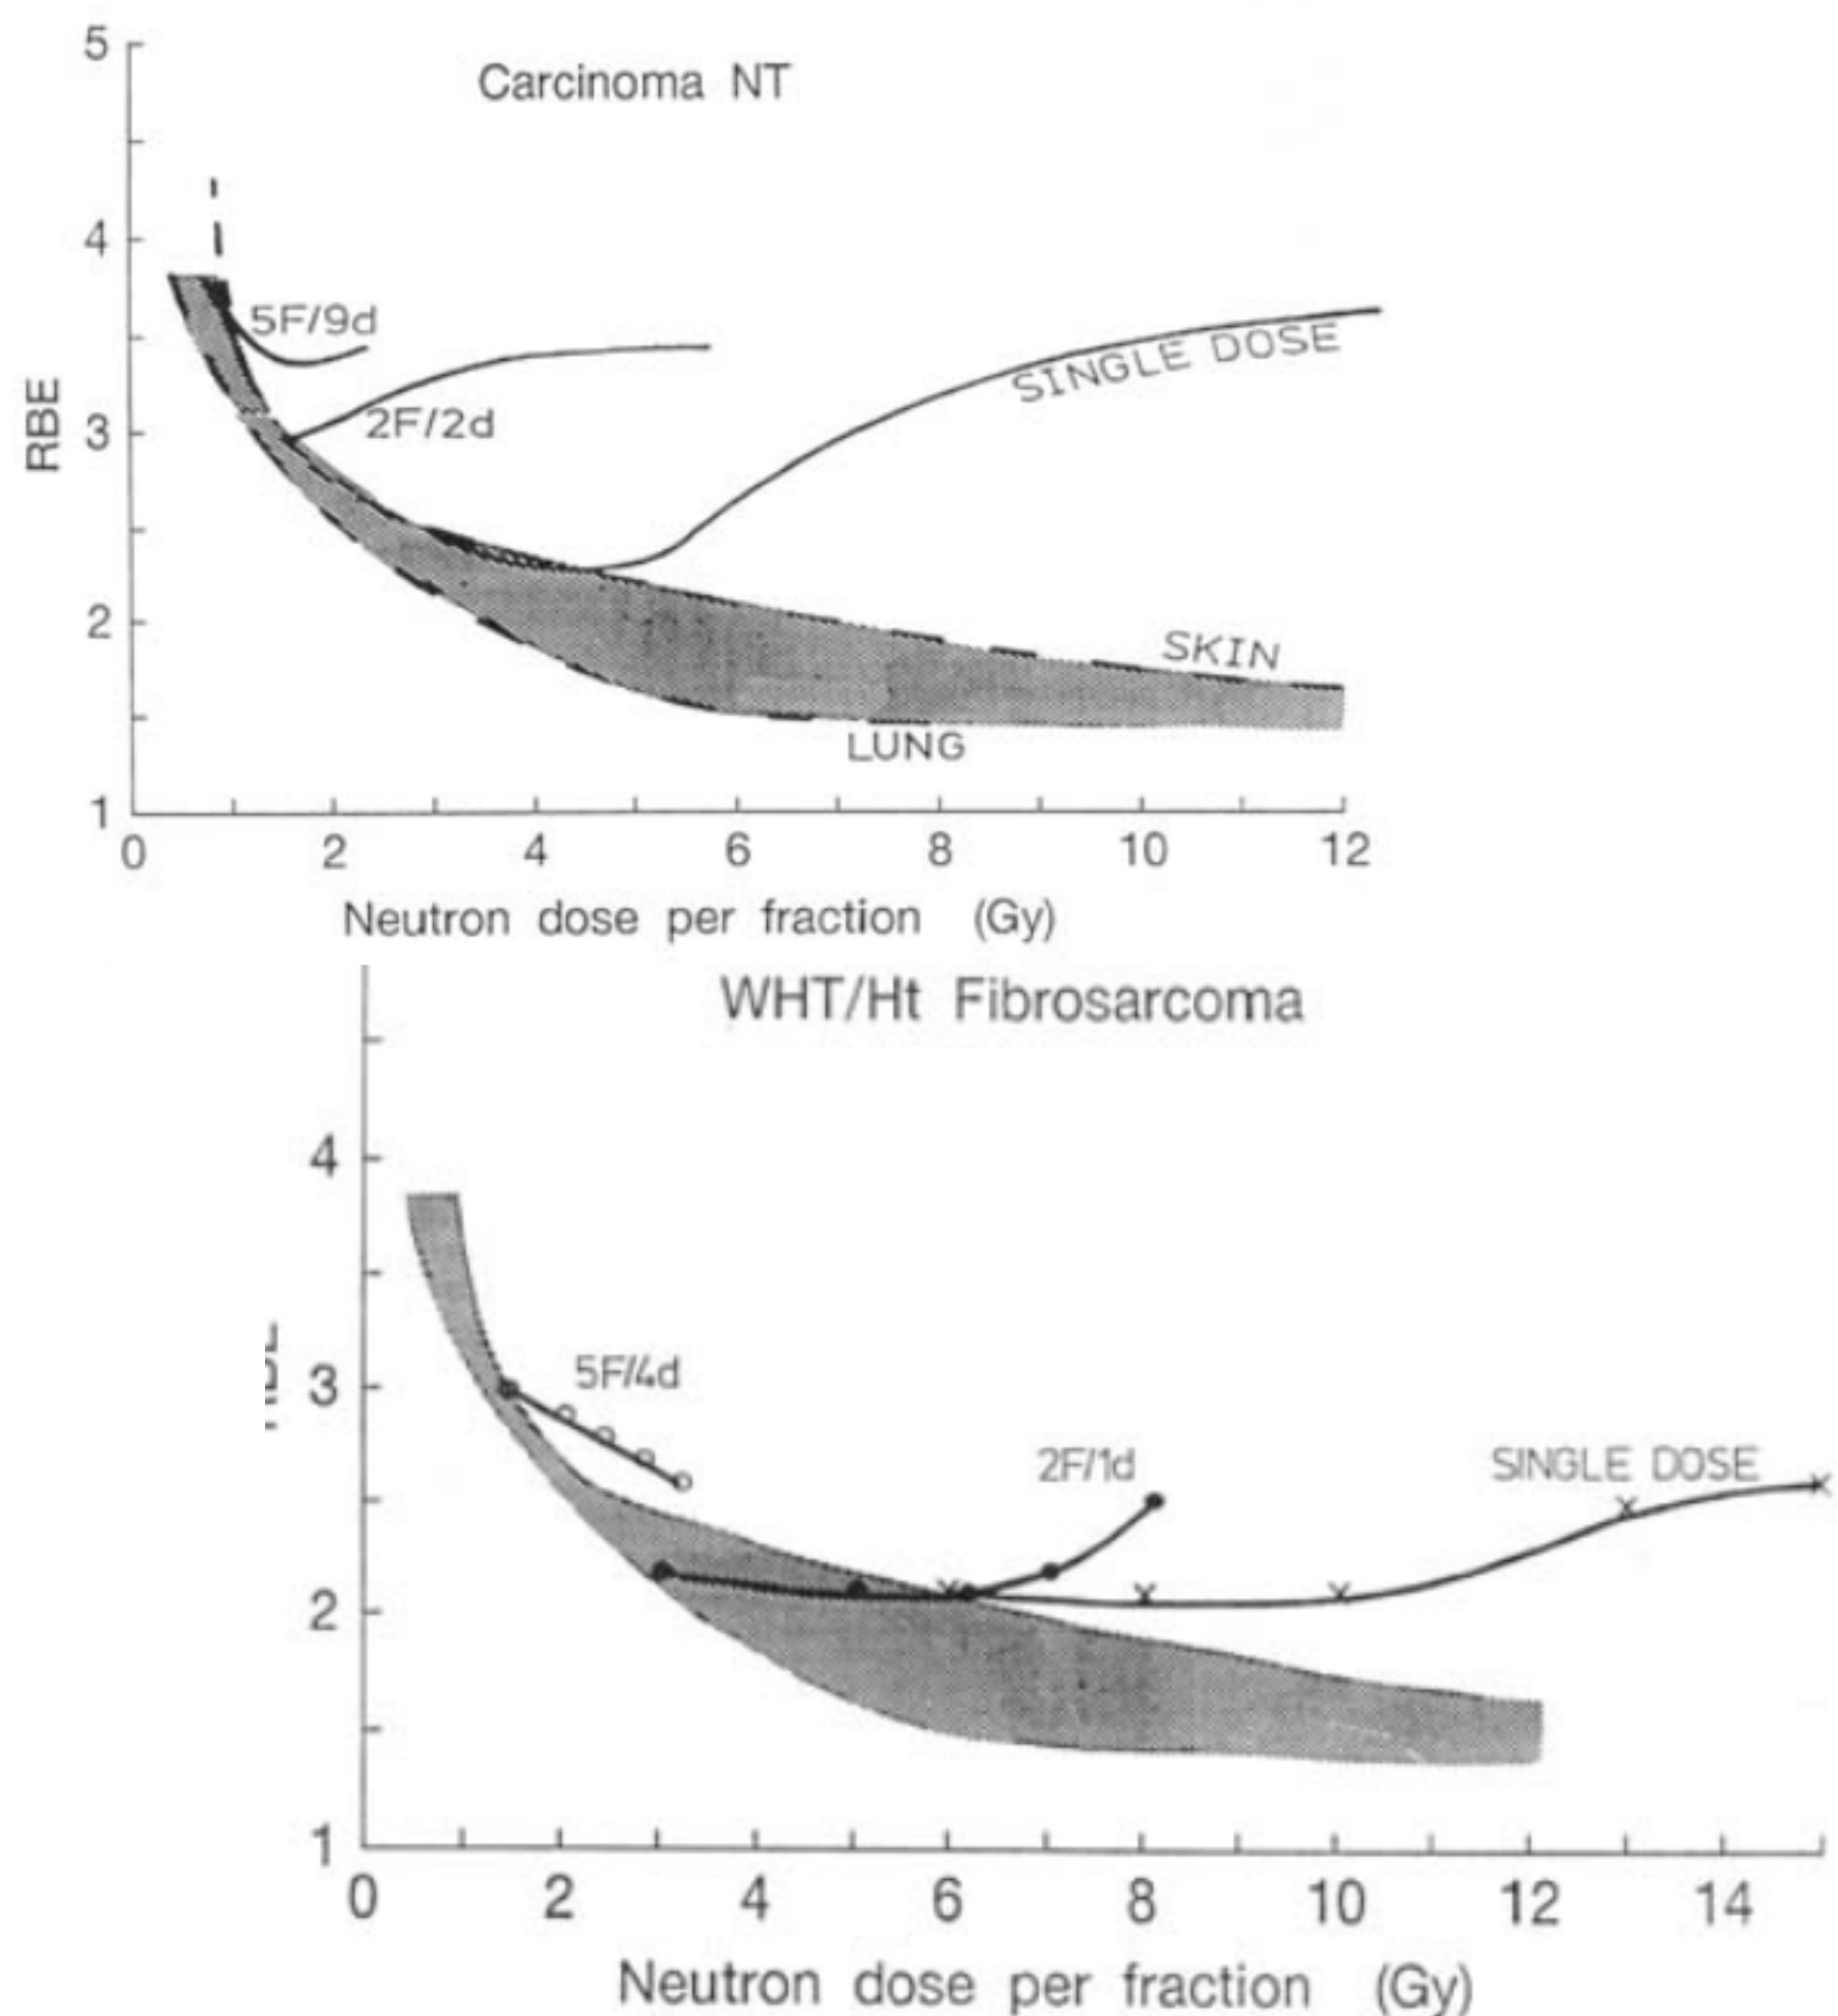 5
Carcinoma NT
4
5F/9d
SINGLE DOSE
3
2F/2d
RBE
2
SKIN
LUNG
1
0 2 4 6 8 10 12
Neutron dose per fraction (Gy)
WHT/Ht Fibrosarcoma
4
5F/4d
3
2F/1d
SINGLE DOSE
2
1
0 2 4 6 8 10 12 14
Neutron dose per fraction (Gy)